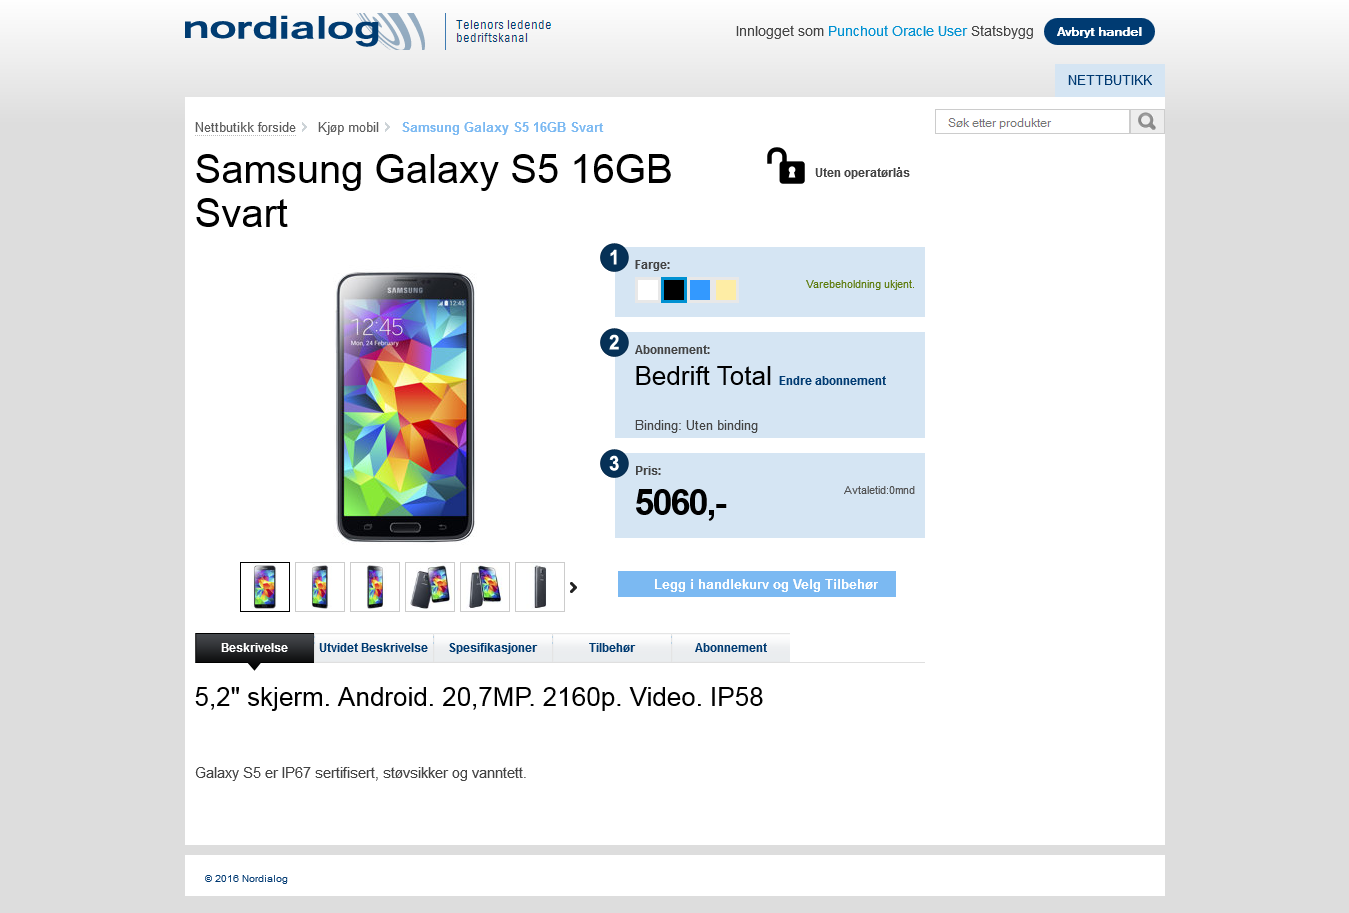 nordialog
Telenors ledende
bedriftskanal
Innlogget som Punchout Oracle User Statsbygg
Avbryt handel
NETTBUTIKK
Nettbutikk forside
Kjøp mobil
Samsung Galaxy S5 16GB Svart
Søk etter produkter
Samsung Galaxy S5 16GB
Svart
Uten operatørlås
1
Farge:
Varebeholdning ukjent.
SAMSUNG
12:45
12:45
Mon, 24 February
2
Abonnement:
Bedrift Total Endre abonnement
Binding: Uten binding
3
Pris:
5060,-
Avtaletid:0mnd
Legg i handlekurv og Velg Tilbehør
Beskrivelse
Utvidet Beskrivelse
Spesifikasjoner
Tilbehør
Abonnement
5,2" skjerm. Android. 20,7MP. 2160p. Video. IP58
Galaxy S5 er IP67 sertifisert, støvsikker og vanntett.
© 2016 Nordialog